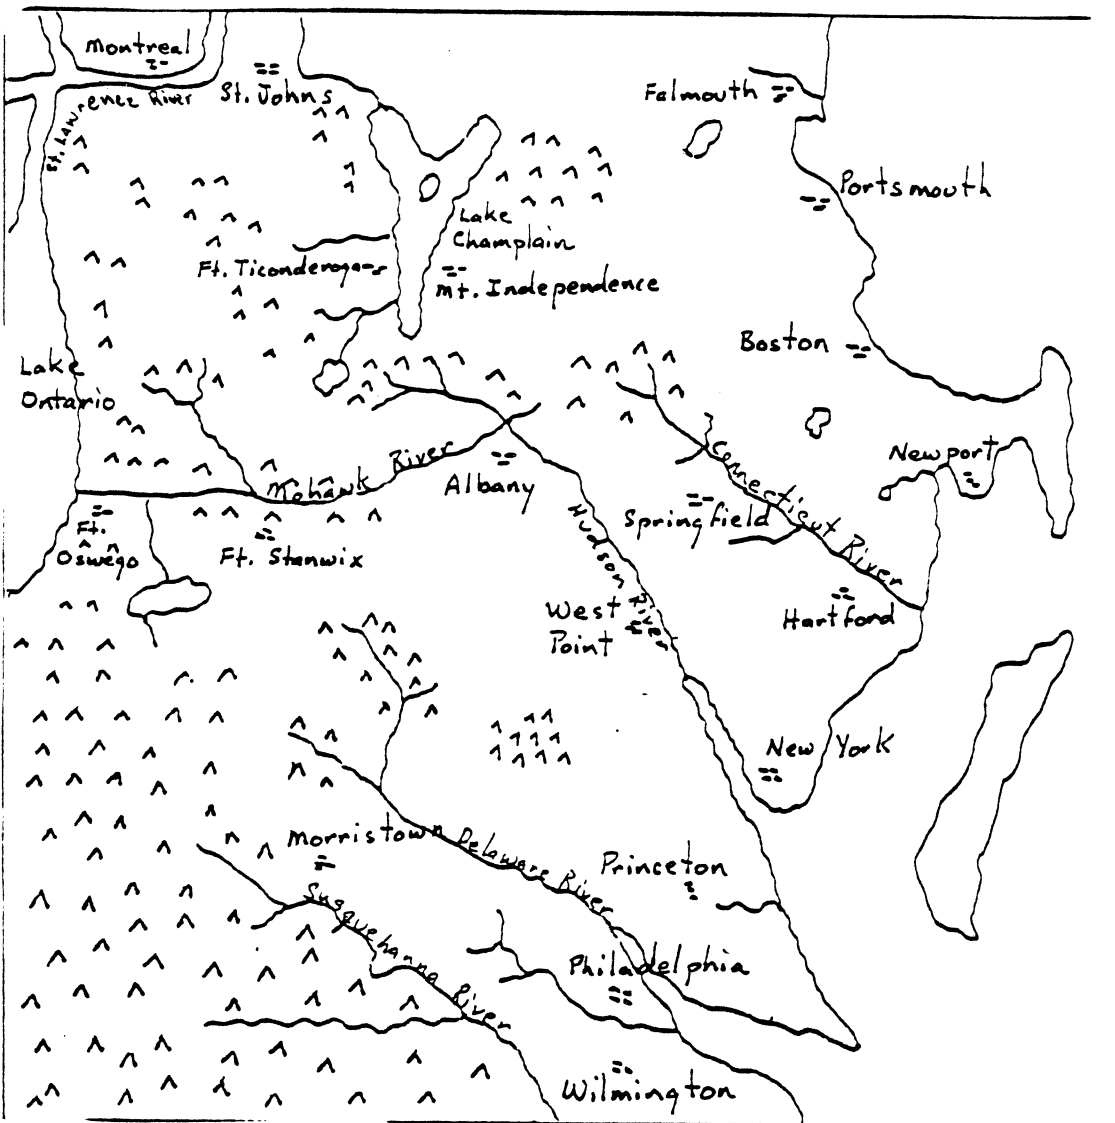 Montreal
St. Lawrence River
St. Johns
Falmouth
Portsmouth
Lake
Champlain
Ft. Ticonderoga
Mt. Independence
Boston
Lake
Ontario
Mohawk River
Albany
Connecticut River
Newport
Springfield
Ft.
Oswego
Ft. Stanwix
Hudson River
West
Point
Hartford
New York
Morristown
Delaware River
Princeton
Susquehanna River
Philadelphia
Wilmington